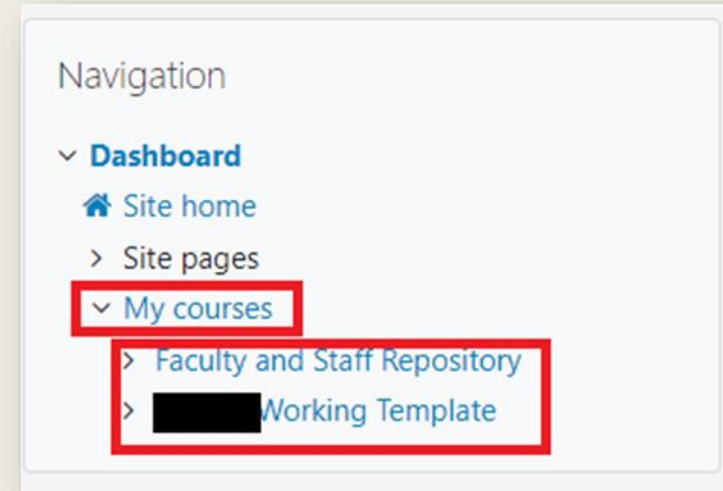 Navigation
Dashboard
Site home
Site pages
My courses
Faculty and Staff Repository
Working Template